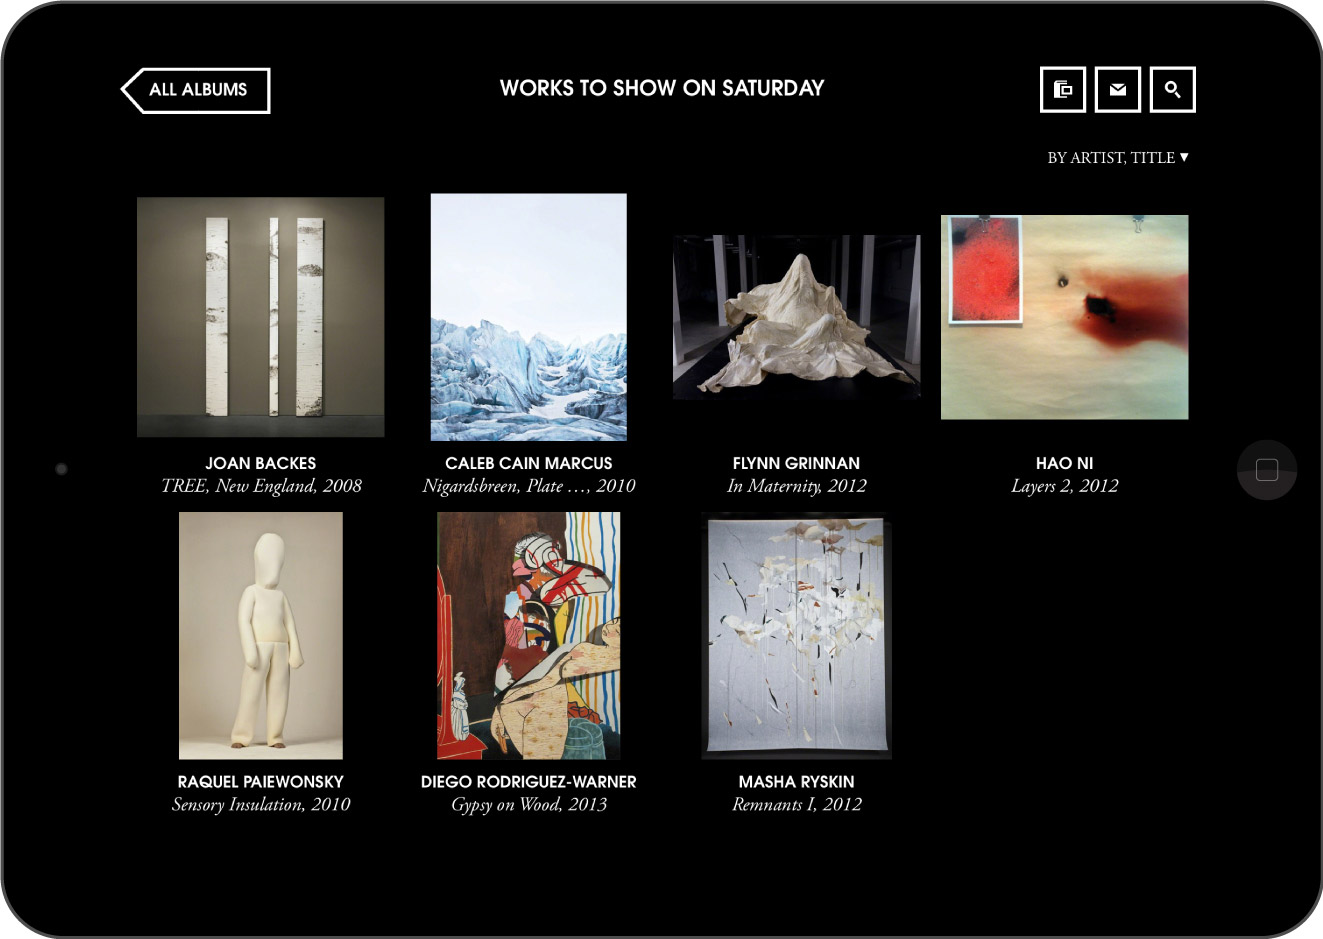 ALL ALBUMS
WORKS TO SHOW ON SATURDAY
BY ARTIST, TITLE ▼
JOAN BACKES
TREE, New England, 2008
CALEB CAIN MARCUS
Nigardsbreen, Plate …, 2010
FLYNN GRINNAN
In Maternity, 2012
HAO NI
Layers 2, 2012
RAQUEL PAIEWONSKY
Sensory Insulation, 2010
DIEGO RODRIGUEZ-WARNER
Gypsy on Wood, 2013
MASHA RYSKIN
Remnants I, 2012